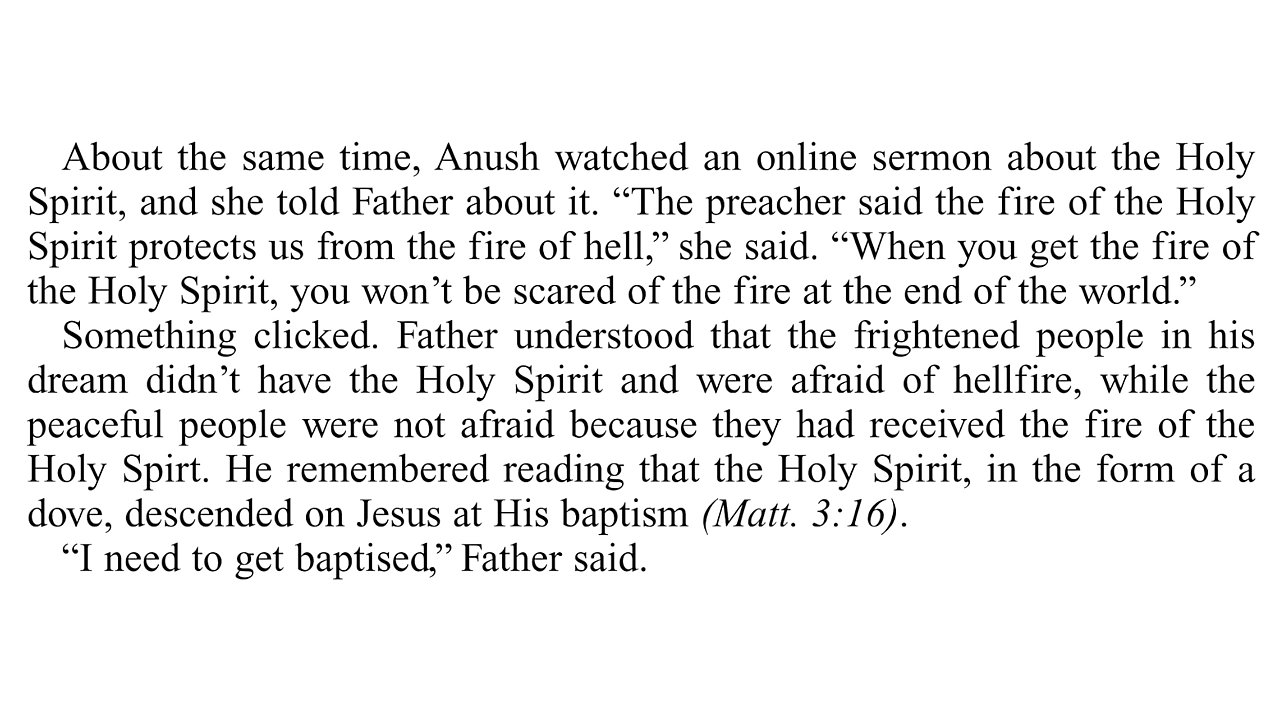 About the same time, Anush watched an online sermon about the Holy
Spirit, and she told Father about it. “The preacher said the fire of the Holy
Spirit protects us from the fire of hell,” she said. “When you get the fire of
the Holy Spirit, you won’t be scared of the fire at the end of the world.”
Something clicked. Father understood that the frightened people in his
dream didn’t have the Holy Spirit and were afraid of hellfire, while the
peaceful people were not afraid because they had received the fire of the
Holy Spirt. He remembered reading that the Holy Spirit, in the form of a
dove, descended on Jesus at His baptism (Matt. 3:16).
“I need to get baptised,” Father said.